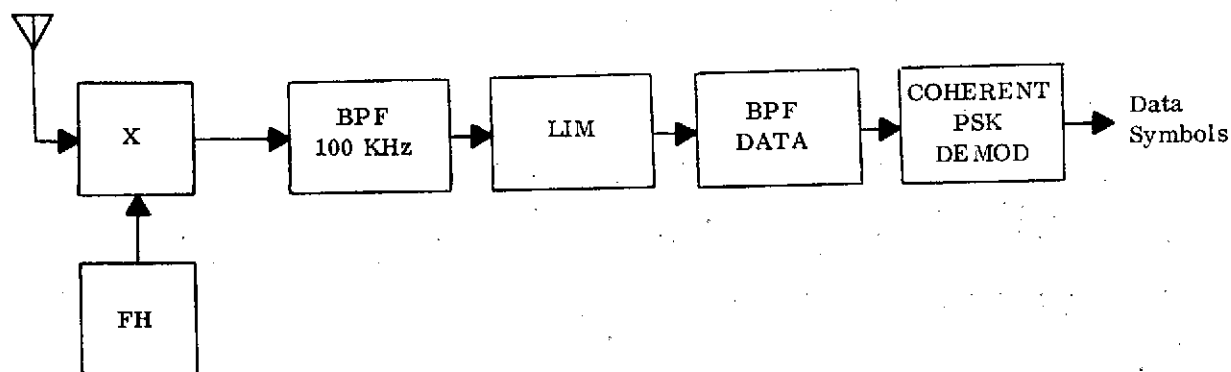 X
BPF
100 KHz
LIM
BPF
DATA
COHERENT
PSK
DEMOD
Data
Symbols
FH